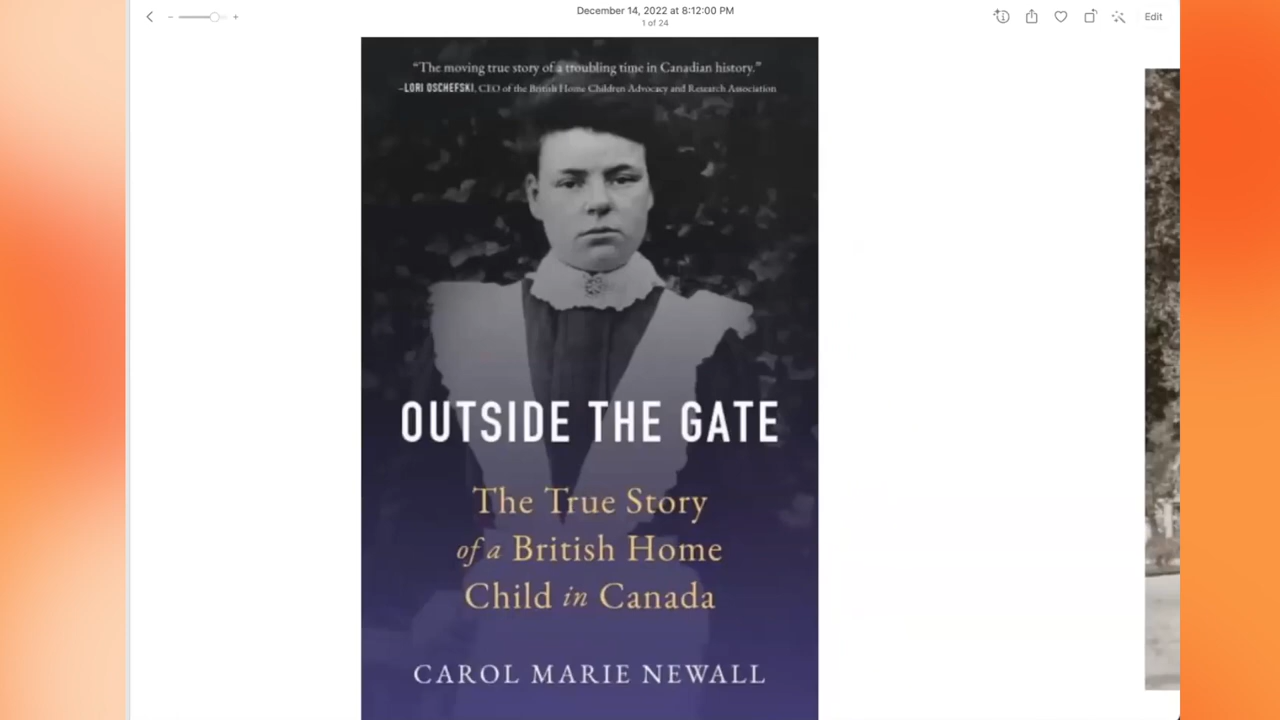 December 14, 2022 at 8:12:00 PM
1 of 24
Edit
“The moving true story of a troubling time in Canadian history.”
–LORI OSCHEFSKI, CEO of the British Home Children Advocacy and Research Association
OUTSIDE THE GATE
The True Story
of a British Home
Child in Canada
CAROL MARIE NEWALL